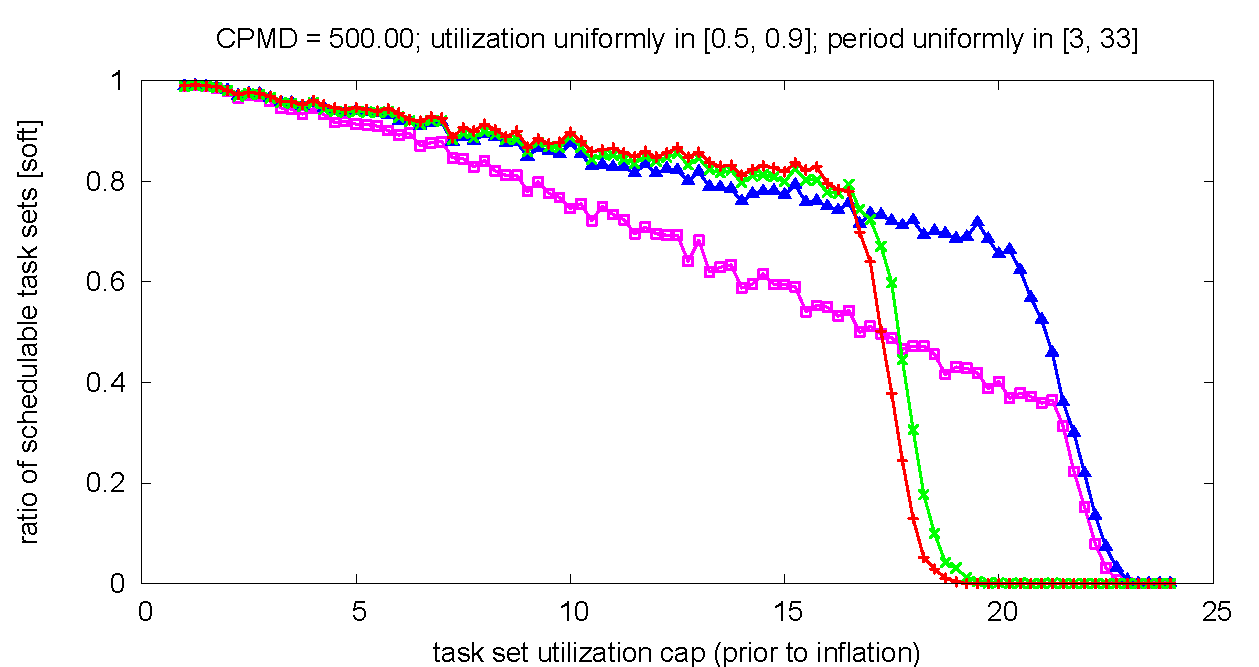 CPMD = 500.00; utilization uniformly in [0.5, 0.9]; period uniformly in [3, 33]
ratio of schedulable task sets [soft]
1
0.8
0.6
0.4
0.2
0
0 5 10 15 20 25
task set utilization cap (prior to inflation)